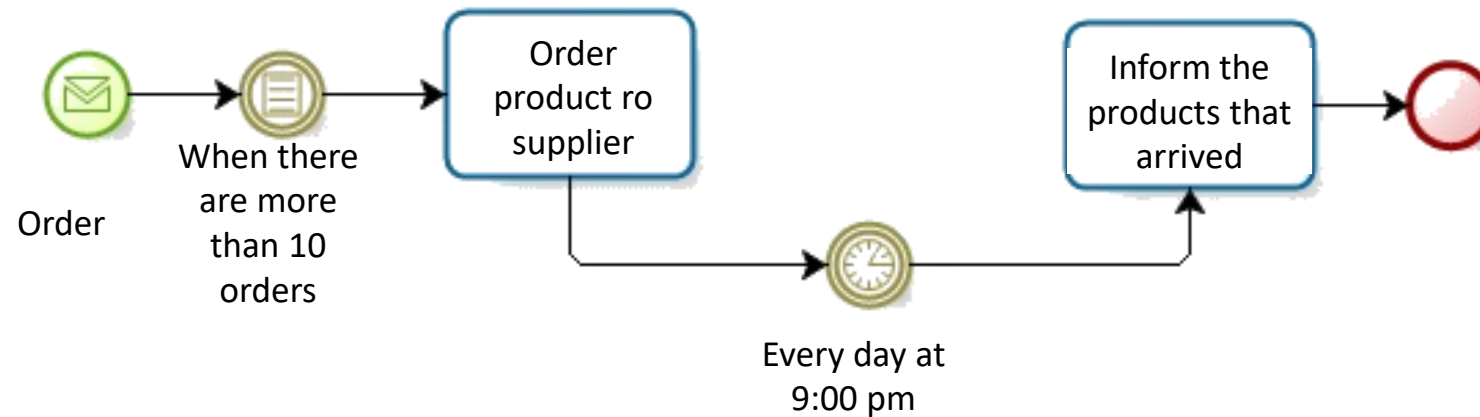 Order
When there
are more
than 10
orders
Order
product ro
supplier
Every day at
9:00 pm
Inform the
products that
arrived